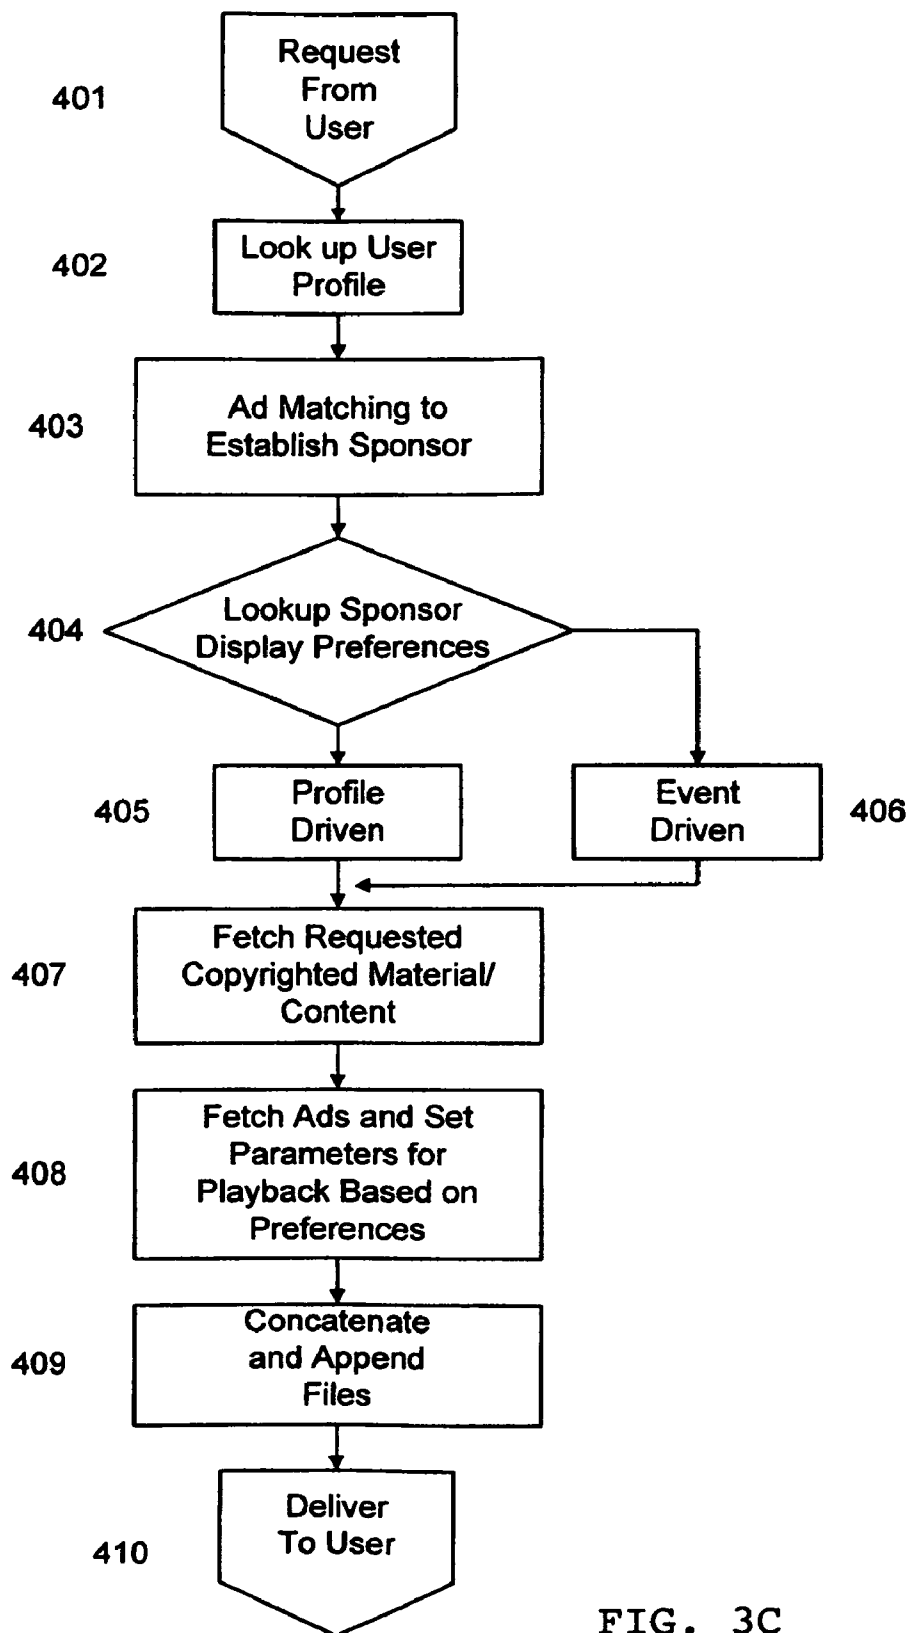 401
Request
From
User
402
Look up User
Profile
403
Ad Matching to
Establish Sponsor
404
Lookup Sponsor
Display Preferences
405
Profile
Driven
Event
Driven
406
407
Fetch Requested
Copyrighted Material/
Content
408
Fetch Ads and Set
Parameters for
Playback Based on
Preferences
409
Concatenate
and Append
Files
410
Deliver
To User
FIG. 3C